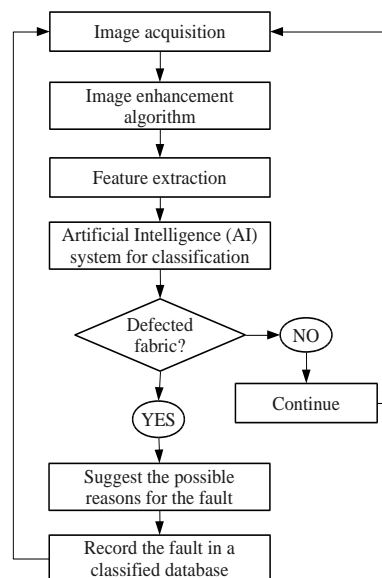 Image acquisition
Image enhancement
algorithm
Feature extraction
Artificial Intelligence (AI)
system for classification
Defected
fabric?
NO
Continue
YES
Suggest the possible
reasons for the fault
Record the fault in a
classified database